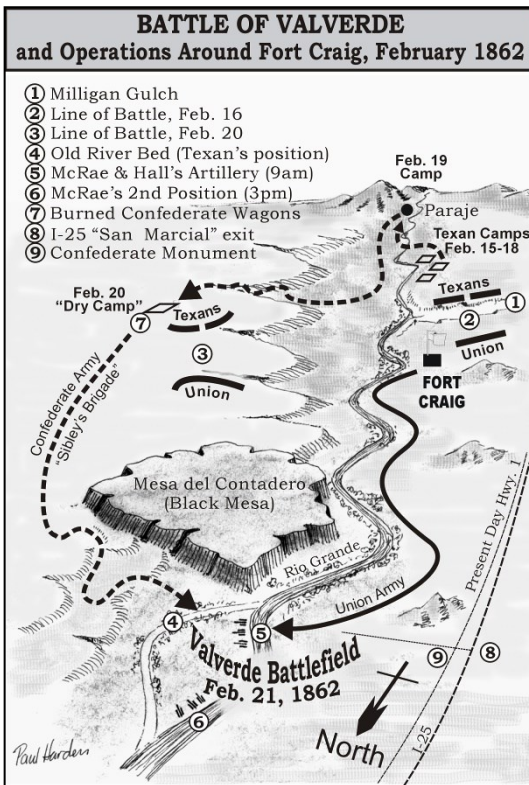 BATTLE OF VALVERDE
and Operations Around Fort Craig, February 1862
① Milligan Gulch
② Line of Battle, Feb. 16
③ Line of Battle, Feb. 20
④ Old River Bed (Texan's position)
⑤ McRae & Hall's Artillery (9am)
⑥ McRae's 2nd Position (3pm)
⑦ Burned Confederate Wagons
⑧ I-25 "San Marcial" exit
⑨ Confederate Monument
Feb. 19
Camp
Paraje
Texan Camps
Feb. 15-18
Texans
①
②
Union
FORT
CRAIG
Feb. 20
"Dry Camp"
⑦
Texans
③
Union
Confederate Army
"Sibley's Brigade"
Mesa del Contadero
(Black Mesa)
Rio Grande
Union Army
Present Day Hwy. 1
④
⑤
Valverde Battlefield
Feb. 21, 1862
⑥
⑨
⑧
North
I-25
Paul Harden